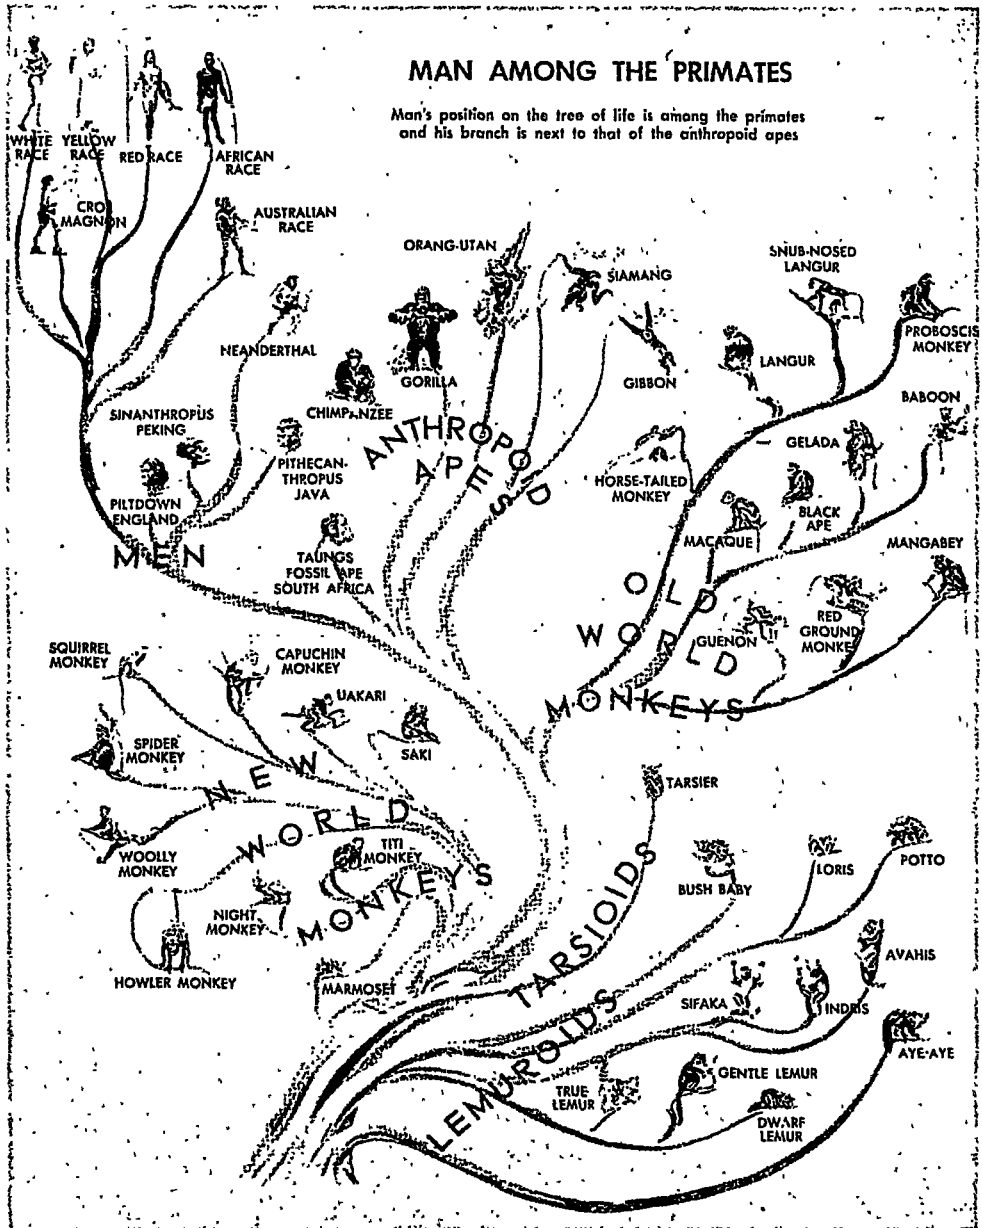 MAN AMONG THE PRIMATES
Man's position on the tree of life is among the primates
and his branch is next to that of the anthropoid apes
WHITE
RACE
YELLOW
RACE
RED RACE
AFRICAN
RACE
CRO
MAGNON
AUSTRALIAN
RACE
NEANDERTHAL
SINANTHROPUS
PEKING
PILTDOWN
ENGLAND
PITHECAN-
THROPUS
JAVA
MEN
TAUNGS
FOSSIL APE
SOUTH AFRICA
CHIMPANZEE
GORILLA
ORANG-UTAN
SIAMANG
GIBBON
ANTHROPOID
APES
SNUB-NOSED
LANGUR
PROBOSCIS
MONKEY
LANGUR
BABOON
GELADA
HORSE-TAILED
MONKEY
BLACK
APE
MACAQUE
MANGABEY
GUENON
RED
GROUND
MONKE
OLD
WORLD
MONKEYS
SQUIRREL
MONKEY
CAPUCHIN
MONKEY
UAKARI
SAKI
SPIDER
MONKEY
WOOLLY
MONKEY
NEW
WORLD
MONKEYS
TITI
MONKEY
NIGHT
MONKEY
HOWLER MONKEY
MARMOSET
TARSIER
TARSIOIDS
BUSH BABY
LORIS
POTTO
AVAHIS
SIFAKA
INDRIS
AYE-AYE
LEMUROIDS
TRUE
LEMUR
GENTLE LEMUR
DWARF
LEMUR